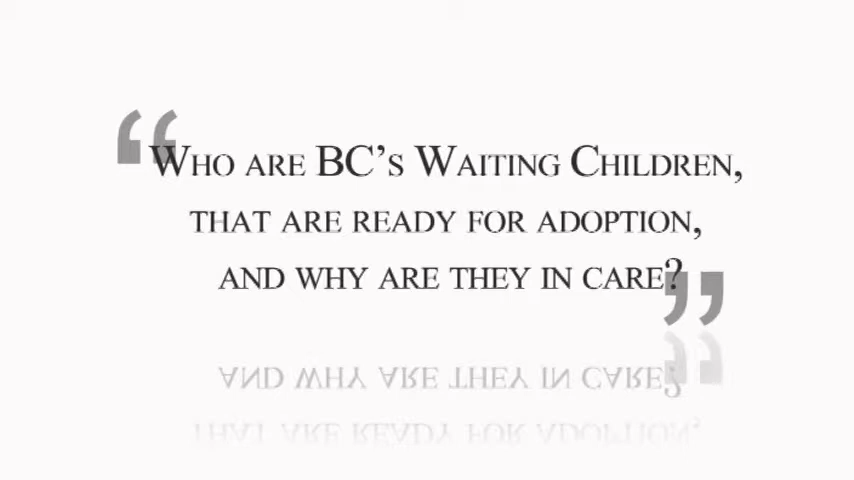 “Who are BC’s Waiting Children,
that are ready for adoption,
and why are they in care?”